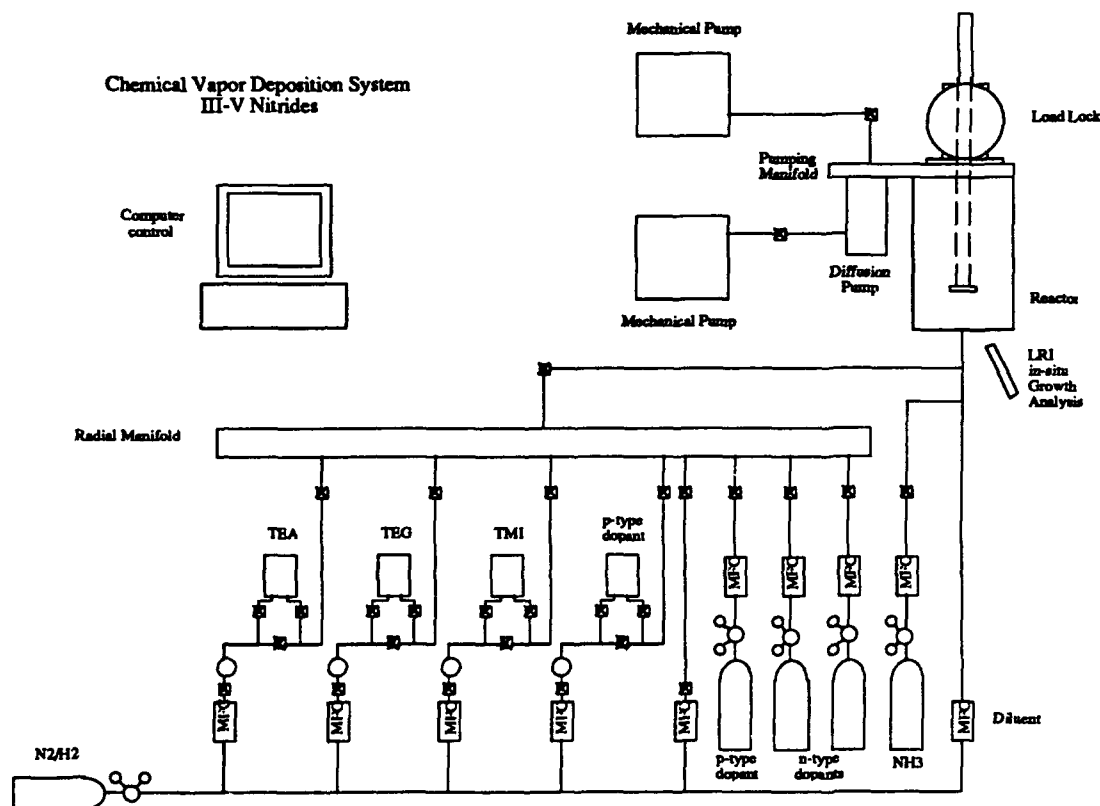 Mechanical Pump
Chemical Vapor Deposition System
III-V Nitrides
Load Lock
Pumping
Manifold
Computer
control
Diffusion
Pump
Reactor
Mechanical Pump
LRI
in-situ
Growth
Analysis
Radial Manifold
TEA
TEG
TMI
p-type
dopant
MFC
MFC
MFC
MFC
MFC
MFC
MFC
MFC
MFC
MFC
Diluent
N2/H2
p-type
dopant
n-type
dopants
NH3